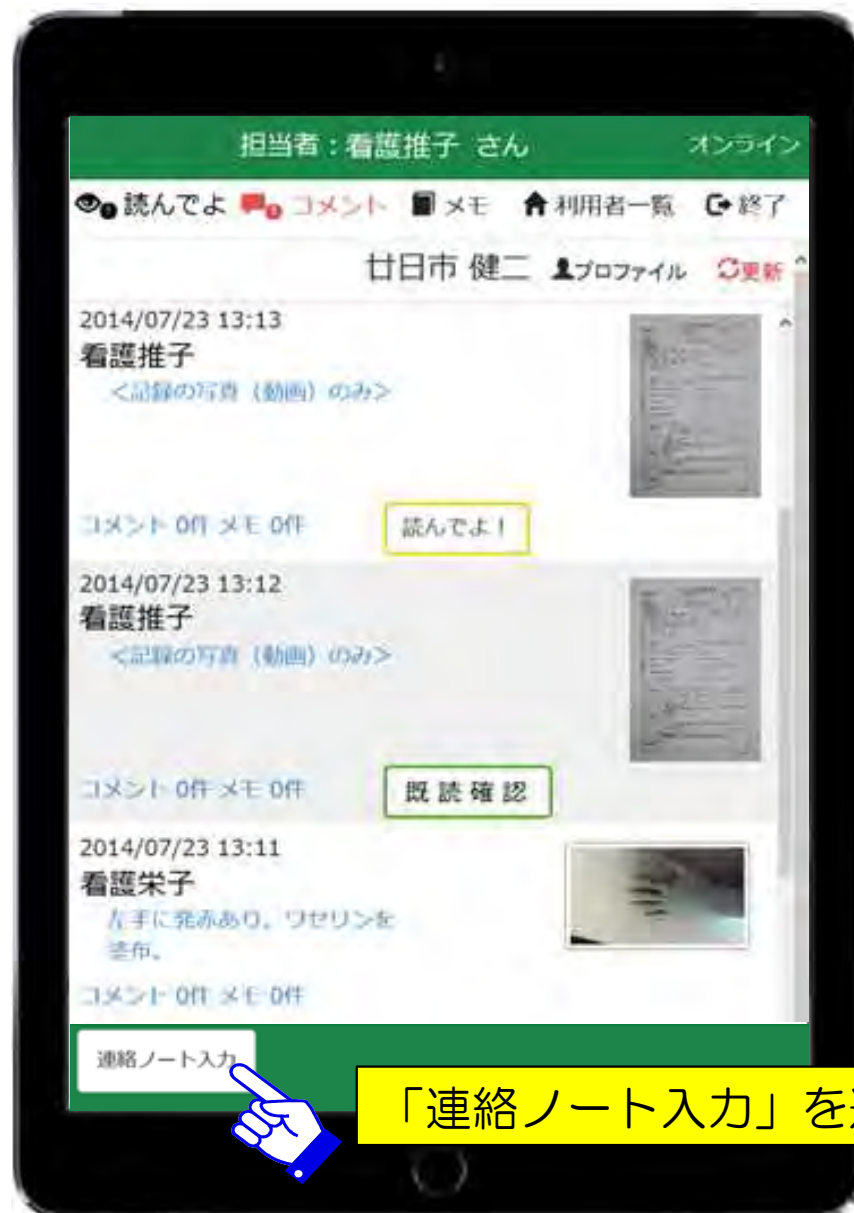 担当者：看護推子 さん オンライン
読んでよ コメント メモ 利用者一覧 終了
廿日市 健二 プロファイル 更新
2014/07/23 13:13
看護推子
＜記録の写真（動画）のみ＞
コメント 0件 メモ 0件 読んでよ！
2014/07/23 13:12
看護推子
＜記録の写真（動画）のみ＞
コメント 0件 メモ 0件 既読確認
2014/07/23 13:11
看護栄子
左手に発赤あり。ワセリンを
塗布。
コメント 0件 メモ 0件
連絡ノート入力
「連絡ノート入力」を